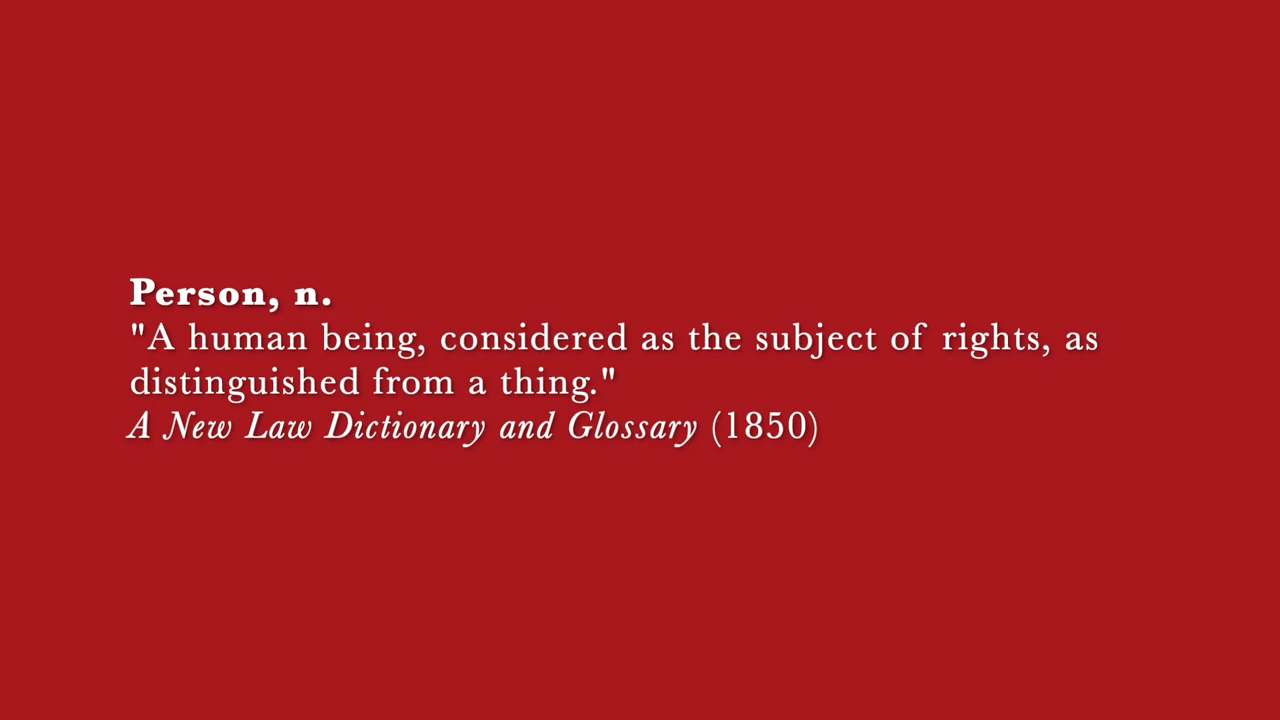 Person, n.
"A human being, considered as the subject of rights, as
distinguished from a thing."
A New Law Dictionary and Glossary (1850)